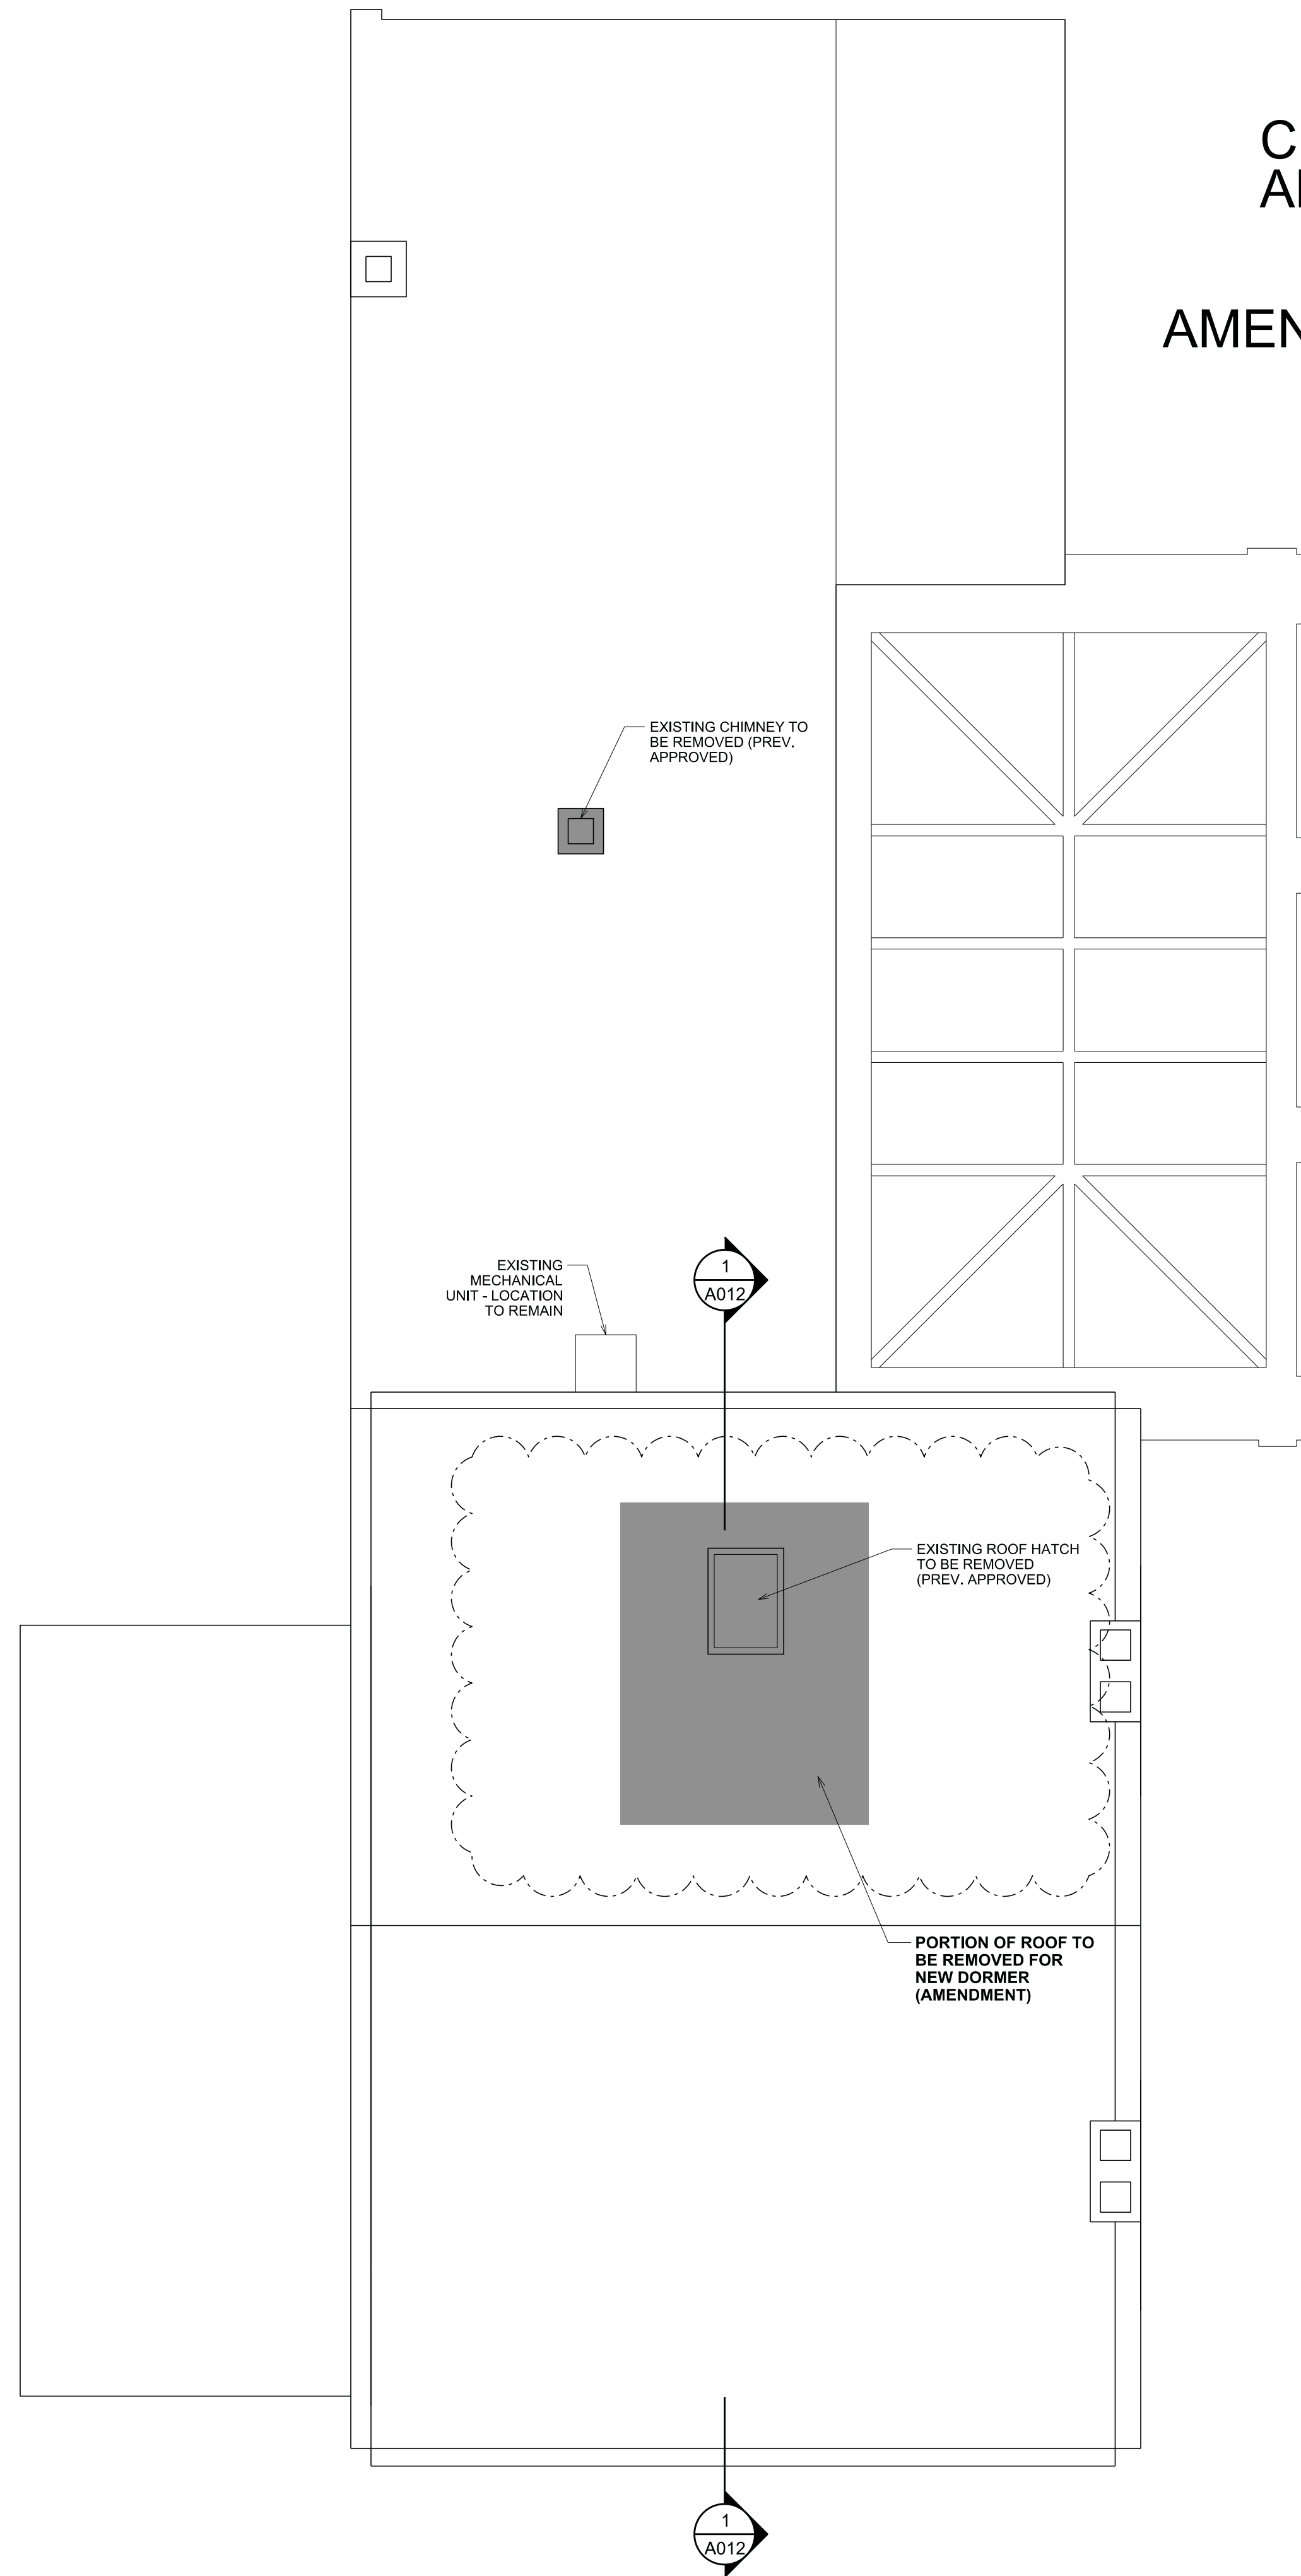 EXISTING CHIMNEY TO
BE REMOVED (PREV.
APPROVED)
EXISTING
MECHANICAL
UNIT - LOCATION
TO REMAIN
1
A012
EXISTING ROOF HATCH
TO BE REMOVED
(PREV. APPROVED)
PORTION OF ROOF TO
BE REMOVED FOR
NEW DORMER
(AMENDMENT)
1
A012